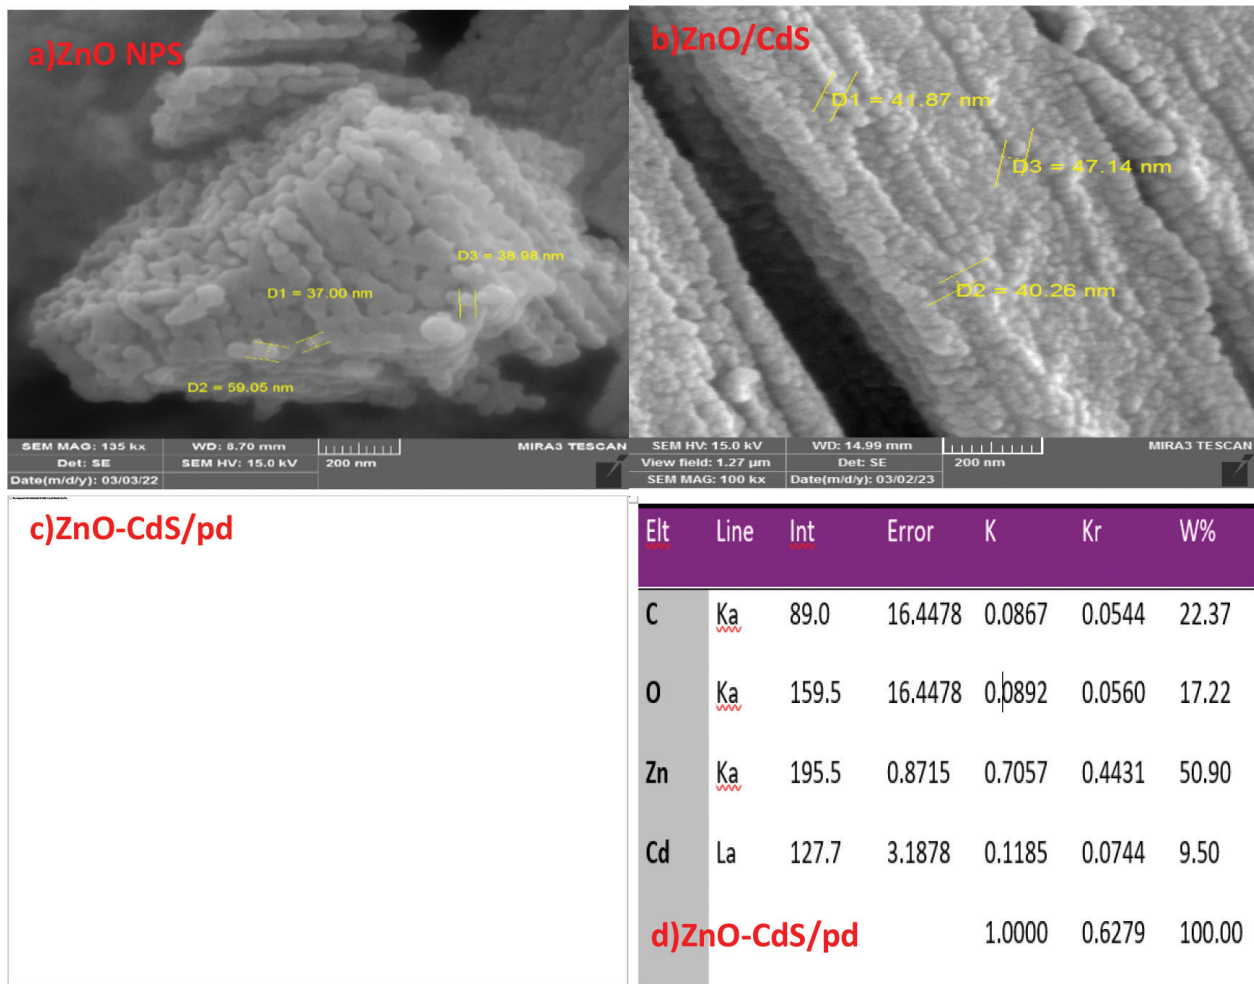 a)ZnO NPS
D3 = 38.98 nm
D1 = 37.00 nm
D2 = 59.05 nm
SEM MAG: 135 kx WD: 8.70 mm MIRA3 TESCAN
Det: SE SEM HV: 15.0 kV 200 nm
Date(m/d/y): 03/03/22
b)ZnO/CdS
D1 = 41.87 nm
D3 = 47.14 nm
D2 = 40.26 nm
SEM HV: 15.0 kV WD: 14.99 mm MIRA3 TESCAN
View field: 1.27 µm Det: SE 200 nm
SEM MAG: 100 kx Date(m/d/y): 03/02/23
c)ZnO-CdS/pd
Elt Line Int Error K Kr W%
C Ka 89.0 16.4478 0.0867 0.0544 22.37
O Ka 159.5 16.4478 0.0892 0.0560 17.22
Zn Ka 195.5 0.8715 0.7057 0.4431 50.90
Cd La 127.7 3.1878 0.1185 0.0744 9.50
1.0000 0.6279 100.00
d)ZnO-CdS/pd